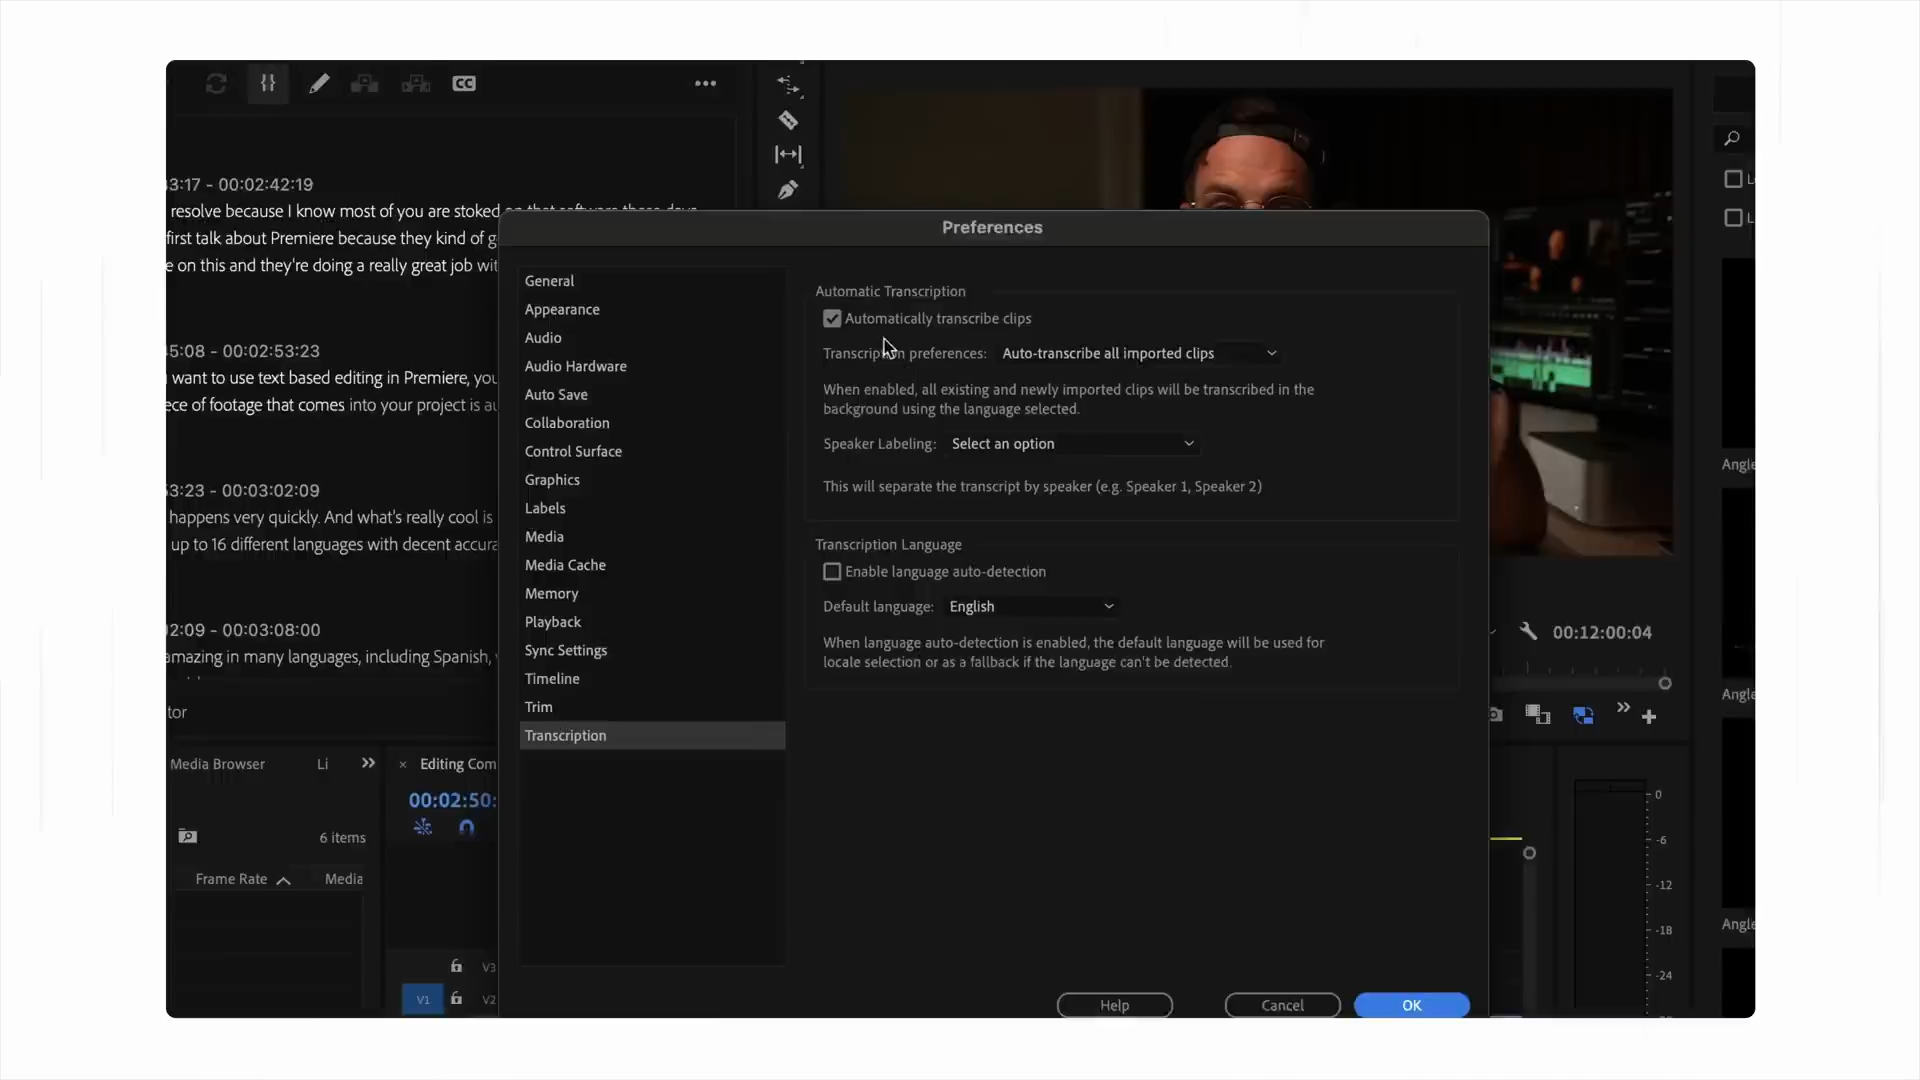 CC
3:17 - 00:02:42:19
resolve because I know most of you are stoked on that software these days
first talk about Premiere because they kind of g
e on this and they're doing a really great job wit
5:08 - 00:02:53:23
want to use text based editing in Premiere, you
ece of footage that comes into your project is au
3:23 - 00:03:02:09
happens very quickly. And what's really cool is
up to 16 different languages with decent accura
2:09 - 00:03:08:00
amazing in many languages, including Spanish,
tor
Media Browser
Li
Editing Com
00:02:50:
6 items
Frame Rate
Media
V3
V1
V2
Preferences
General
Appearance
Audio
Audio Hardware
Auto Save
Collaboration
Control Surface
Graphics
Labels
Media
Media Cache
Memory
Playback
Sync Settings
Timeline
Trim
Transcription
Automatic Transcription
Automatically transcribe clips
Transcription preferences: Auto-transcribe all imported clips
When enabled, all existing and newly imported clips will be transcribed in the
background using the language selected.
Speaker Labeling: Select an option
This will separate the transcript by speaker (e.g. Speaker 1, Speaker 2)
Transcription Language
Enable language auto-detection
Default language: English
When language auto-detection is enabled, the default language will be used for
locale selection or as a fallback if the language can't be detected.
Help
Cancel
OK
00:12:00:04
0
-6
-12
-18
-24
L
L
Angle
Angle
Angle